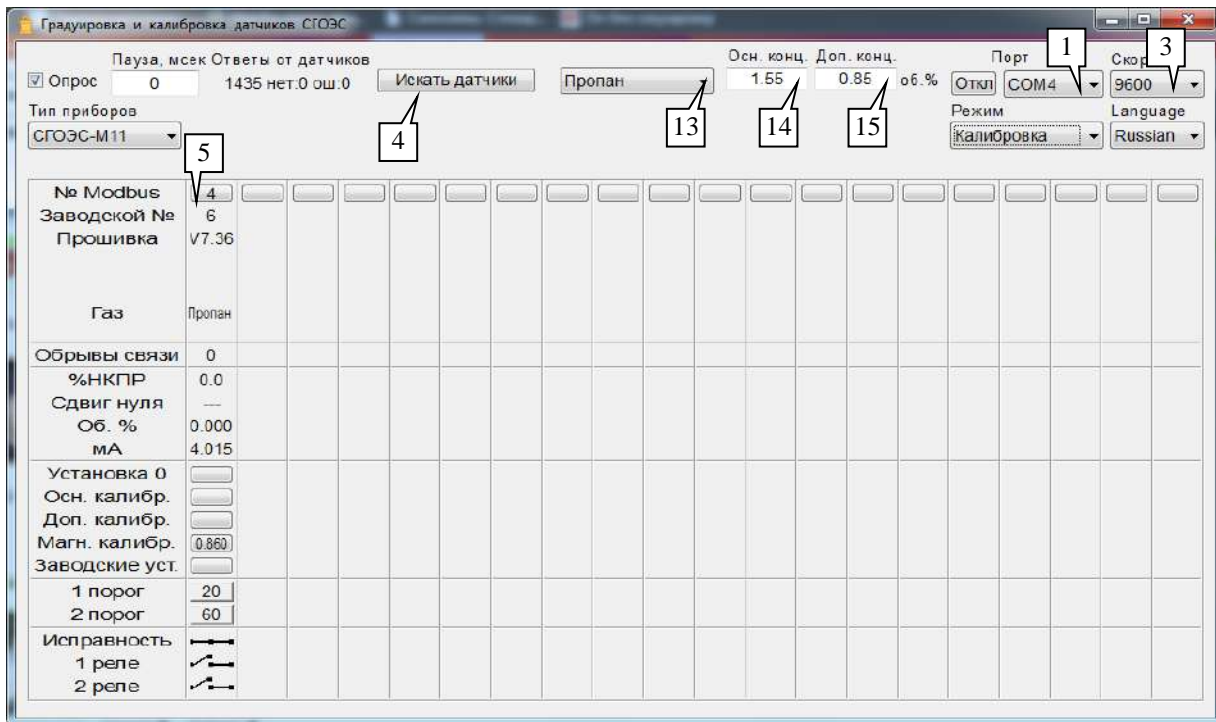 Градуировка и калибровка датчиков СГОЭС
Пауза, мсек Ответы от датчиков
Осн. конц. Доп. конц.
Порт
1
3
Опрос
0
1435 нет:0 ош:0
Искать датчики
Пропан
1.55
0.85
об.%
Откл
COM4
9600
Тип приборов
Режим
Language
СГОЭС-М11
4
13
14
15
Калибровка
Russian
5
№ Modbus 4
Заводской № 6
Прошивка V7.36
Газ Пропан
Обрывы связи 0
%НКПР 0.0
Сдвиг нуля ---
Об. % 0.000
мА 4.015
Установка 0
Осн. калибр.
Доп. калибр.
Магн. калибр. 0.860
Заводские уст.
1 порог 20
2 порог 60
Исправность
1 реле
2 реле